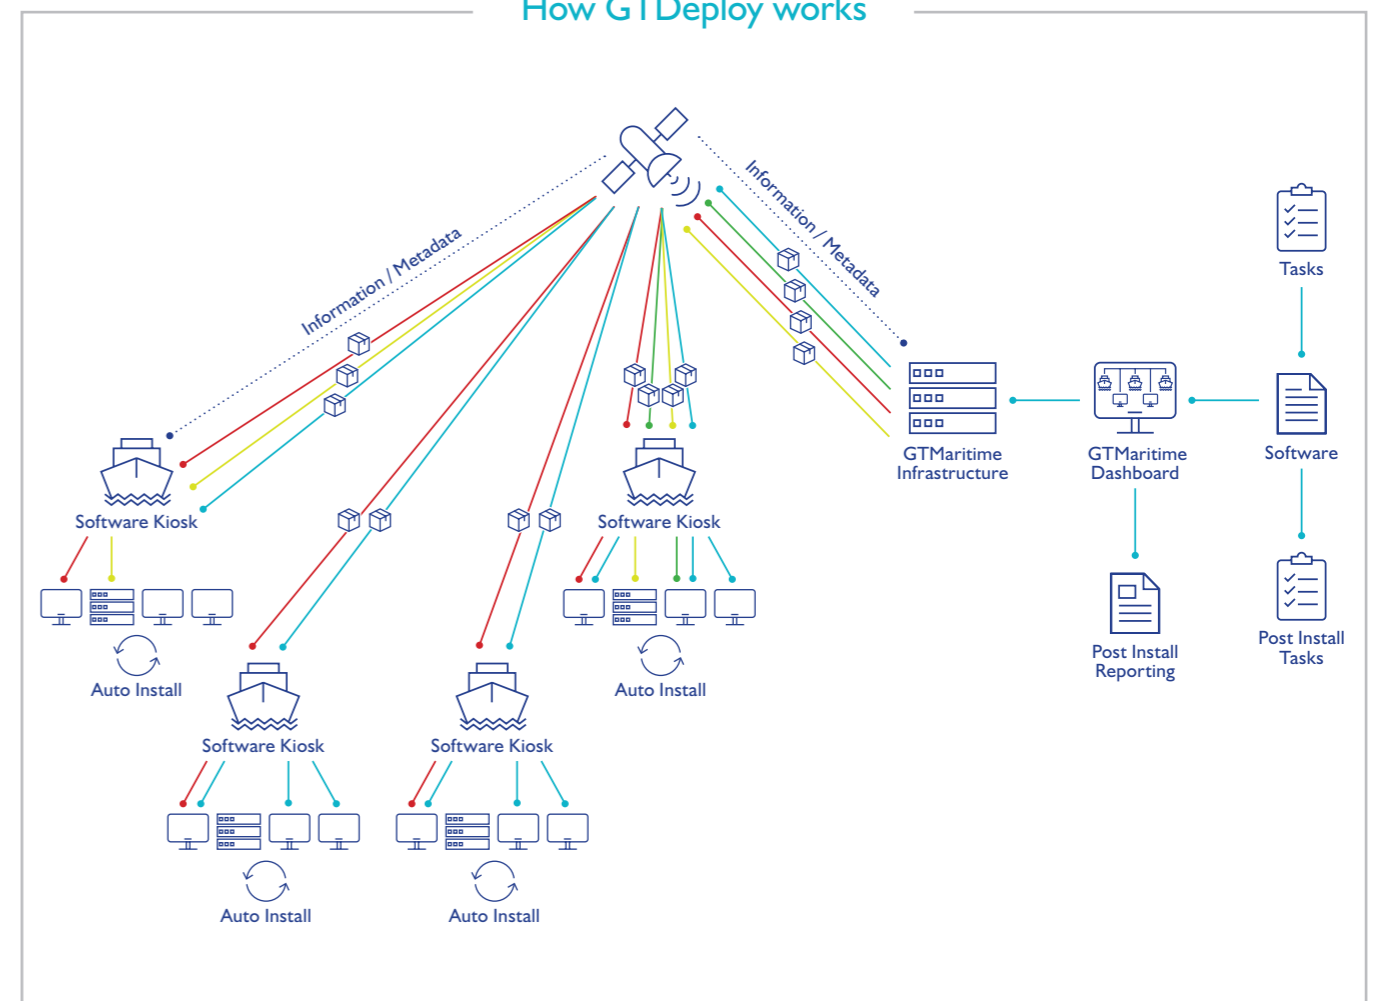 How GTDeploy works
Information / Metadata
Information / Metadata
Tasks
GTMaritime
Infrastructure
GTMaritime
Dashboard
Software
Software Kiosk
Software Kiosk
Post Install
Reporting
Post Install
Tasks
Auto Install
Auto Install
Software Kiosk
Software Kiosk
Auto Install
Auto Install